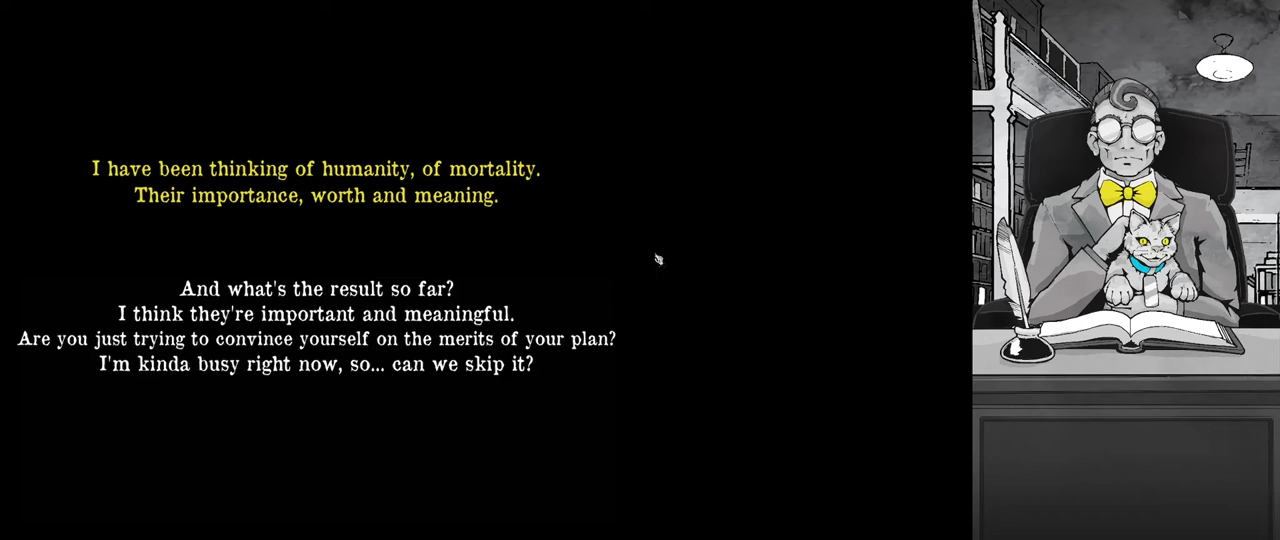 I have been thinking of humanity, of mortality.
Their importance, worth and meaning.
And what's the result so far?
I think they're important and meaningful.
Are you just trying to convince yourself on the merits of your plan?
I'm kinda busy right now, so... can we skip it?